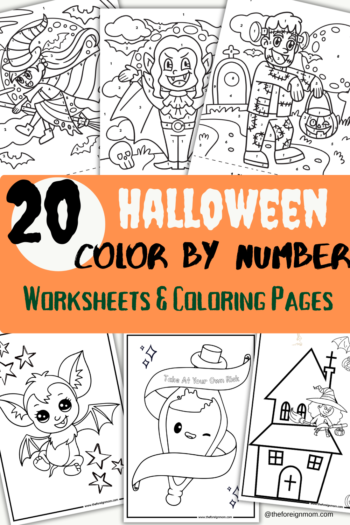 20 HALLOWEEN
COLOR BY NUMBER
WORKSHEETS & COLORING PAGES
Take At Your Own Risk
@theforeignmom.com